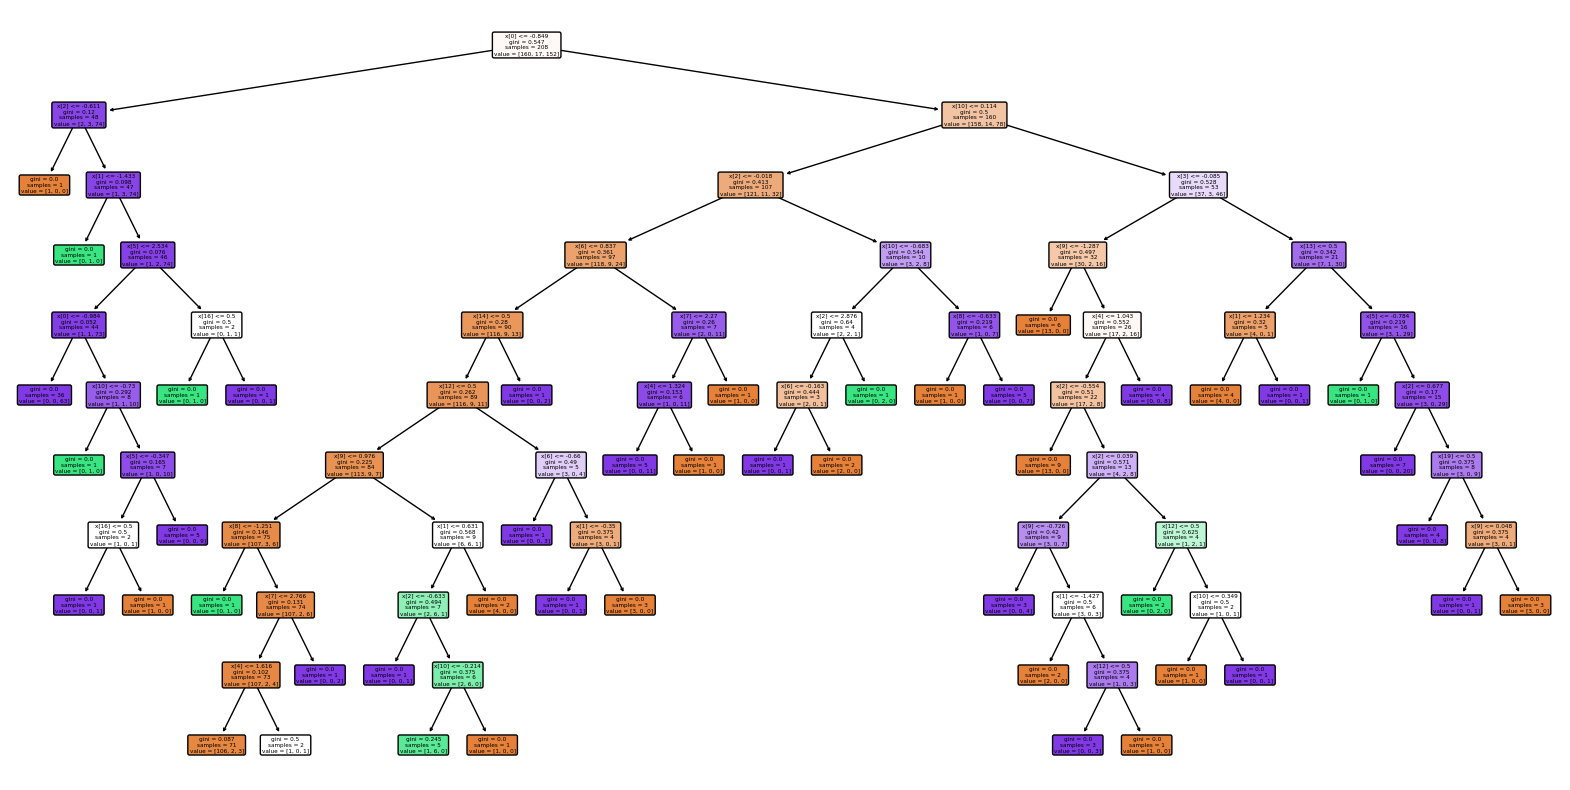 x[0] <= -0.849
gini = 0.547
samples = 208
value = [160, 17, 152]
x[2] <= -0.611
gini = 0.12
samples = 48
value = [2, 3, 74]
x[10] <= 0.114
gini = 0.5
samples = 160
value = [158, 14, 78]
gini = 0.0
samples = 1
value = [1, 0, 0]
x[1] <= -1.433
gini = 0.098
samples = 47
value = [1, 3, 74]
x[2] <= -0.018
gini = 0.413
samples = 107
value = [121, 11, 32]
x[3] <= -0.085
gini = 0.528
samples = 53
value = [37, 3, 46]
gini = 0.0
samples = 1
value = [0, 1, 0]
x[5] <= 2.534
gini = 0.076
samples = 46
value = [1, 2, 74]
x[6] <= 0.837
gini = 0.361
samples = 97
value = [118, 9, 24]
x[10] <= -0.683
gini = 0.544
samples = 10
value = [3, 2, 8]
x[9] <= -1.287
gini = 0.497
samples = 32
value = [30, 2, 16]
x[13] <= 0.5
gini = 0.342
samples = 21
value = [7, 1, 30]
x[0] <= -0.984
gini = 0.052
samples = 44
value = [1, 1, 73]
x[16] <= 0.5
gini = 0.5
samples = 2
value = [0, 1, 1]
x[14] <= 0.5
gini = 0.28
samples = 90
value = [116, 9, 13]
x[7] <= 2.27
gini = 0.26
samples = 7
value = [2, 0, 11]
x[2] <= 2.876
gini = 0.64
samples = 4
value = [2, 2, 1]
x[8] <= -0.633
gini = 0.219
samples = 6
value = [1, 0, 7]
gini = 0.0
samples = 6
value = [13, 0, 0]
x[4] <= 1.043
gini = 0.552
samples = 26
value = [17, 2, 16]
x[1] <= 1.234
gini = 0.32
samples = 5
value = [4, 0, 1]
x[5] <= -0.784
gini = 0.219
samples = 16
value = [3, 1, 29]
gini = 0.0
samples = 36
value = [0, 0, 63]
x[10] <= -0.73
gini = 0.292
samples = 8
value = [1, 1, 10]
gini = 0.0
samples = 1
value = [0, 1, 0]
gini = 0.0
samples = 1
value = [0, 0, 1]
x[12] <= 0.5
gini = 0.262
samples = 89
value = [116, 9, 11]
gini = 0.0
samples = 1
value = [0, 0, 2]
x[4] <= 1.324
gini = 0.153
samples = 6
value = [1, 0, 11]
gini = 0.0
samples = 1
value = [1, 0, 0]
x[6] <= -0.163
gini = 0.444
samples = 3
value = [2, 0, 1]
gini = 0.0
samples = 1
value = [0, 2, 0]
gini = 0.0
samples = 1
value = [1, 0, 0]
gini = 0.0
samples = 5
value = [0, 0, 7]
x[2] <= -0.554
gini = 0.51
samples = 22
value = [17, 2, 8]
gini = 0.0
samples = 4
value = [0, 0, 8]
gini = 0.0
samples = 4
value = [4, 0, 0]
gini = 0.0
samples = 1
value = [0, 0, 1]
gini = 0.0
samples = 1
value = [0, 1, 0]
x[2] <= 0.677
gini = 0.17
samples = 15
value = [3, 0, 29]
gini = 0.0
samples = 1
value = [0, 1, 0]
x[5] <= -0.347
gini = 0.165
samples = 7
value = [1, 0, 10]
x[9] <= 0.976
gini = 0.225
samples = 84
value = [113, 9, 7]
x[6] <= -0.66
gini = 0.49
samples = 5
value = [3, 0, 4]
gini = 0.0
samples = 5
value = [0, 0, 11]
gini = 0.0
samples = 1
value = [1, 0, 0]
gini = 0.0
samples = 1
value = [0, 0, 1]
gini = 0.0
samples = 2
value = [2, 0, 0]
gini = 0.0
samples = 9
value = [13, 0, 0]
x[2] <= 0.039
gini = 0.571
samples = 13
value = [4, 2, 8]
gini = 0.0
samples = 7
value = [0, 0, 20]
x[19] <= 0.5
gini = 0.375
samples = 8
value = [3, 0, 9]
x[16] <= 0.5
gini = 0.5
samples = 2
value = [1, 0, 1]
gini = 0.0
samples = 5
value = [0, 0, 9]
x[8] <= -1.251
gini = 0.146
samples = 75
value = [107, 3, 6]
x[1] <= 0.631
gini = 0.568
samples = 9
value = [6, 6, 1]
gini = 0.0
samples = 1
value = [0, 0, 3]
x[1] <= -0.35
gini = 0.375
samples = 4
value = [3, 0, 1]
x[9] <= -0.726
gini = 0.42
samples = 9
value = [3, 0, 7]
x[12] <= 0.5
gini = 0.625
samples = 4
value = [1, 2, 1]
gini = 0.0
samples = 4
value = [0, 0, 8]
x[9] <= 0.048
gini = 0.375
samples = 4
value = [3, 0, 1]
gini = 0.0
samples = 1
value = [0, 0, 1]
gini = 0.0
samples = 1
value = [1, 0, 0]
gini = 0.0
samples = 1
value = [0, 1, 0]
x[7] <= 2.766
gini = 0.131
samples = 74
value = [107, 2, 6]
x[2] <= -0.633
gini = 0.494
samples = 7
value = [2, 6, 1]
gini = 0.0
samples = 2
value = [4, 0, 0]
gini = 0.0
samples = 1
value = [0, 0, 1]
gini = 0.0
samples = 3
value = [3, 0, 0]
gini = 0.0
samples = 3
value = [0, 0, 4]
x[1] <= -1.427
gini = 0.5
samples = 6
value = [3, 0, 3]
gini = 0.0
samples = 2
value = [0, 2, 0]
x[10] <= 0.349
gini = 0.5
samples = 2
value = [1, 0, 1]
gini = 0.0
samples = 1
value = [0, 0, 1]
gini = 0.0
samples = 3
value = [3, 0, 0]
x[4] <= 1.616
gini = 0.102
samples = 73
value = [107, 2, 4]
gini = 0.0
samples = 1
value = [0, 0, 2]
gini = 0.0
samples = 1
value = [0, 0, 1]
x[10] <= -0.214
gini = 0.375
samples = 6
value = [2, 6, 0]
gini = 0.0
samples = 2
value = [2, 0, 0]
x[12] <= 0.5
gini = 0.375
samples = 4
value = [1, 0, 3]
gini = 0.0
samples = 1
value = [1, 0, 0]
gini = 0.0
samples = 1
value = [0, 0, 1]
gini = 0.087
samples = 71
value = [106, 2, 3]
gini = 0.5
samples = 2
value = [1, 0, 1]
gini = 0.245
samples = 5
value = [1, 6, 0]
gini = 0.0
samples = 1
value = [1, 0, 0]
gini = 0.0
samples = 3
value = [0, 0, 3]
gini = 0.0
samples = 1
value = [1, 0, 0]